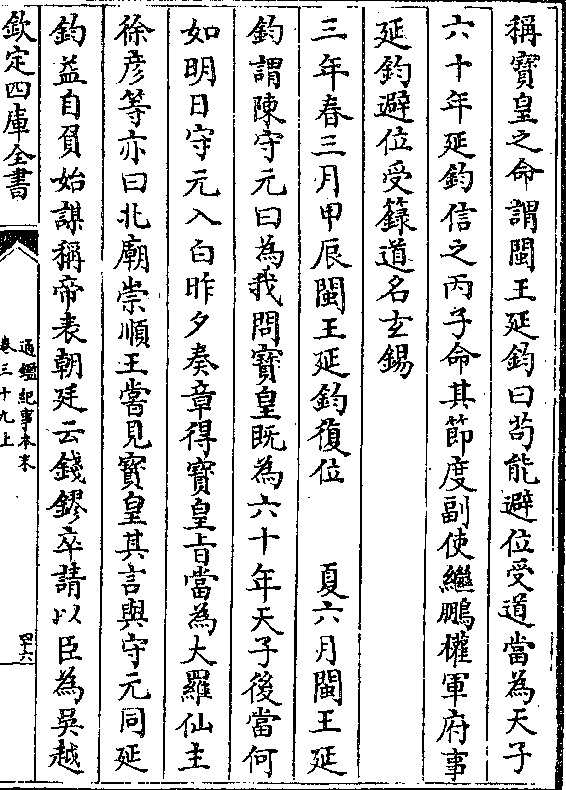 稱寶皇之命謂閩王延鈞曰苟能避位受道當為天子
六十年延鈞信之丙子命其節度副使繼鵬權軍府事
延鈞避位受籙道名玄錫
三年春三月甲辰閩王延鈞復位　夏六月閩王延
鈞謂陳守元曰為我問寶皇既為六十年天子後當何
如明日守元入白昨夕奏章得寶皇旨當為大羅仙主
徐彦等亦曰北廟崇順王嘗見寶皇其言與守元同延
鈞益自負始謀稱帝表朝廷云錢鏐卒請以臣為吳越
欽定四庫全書
通鑑紀事本末
卷三十九上
四十六